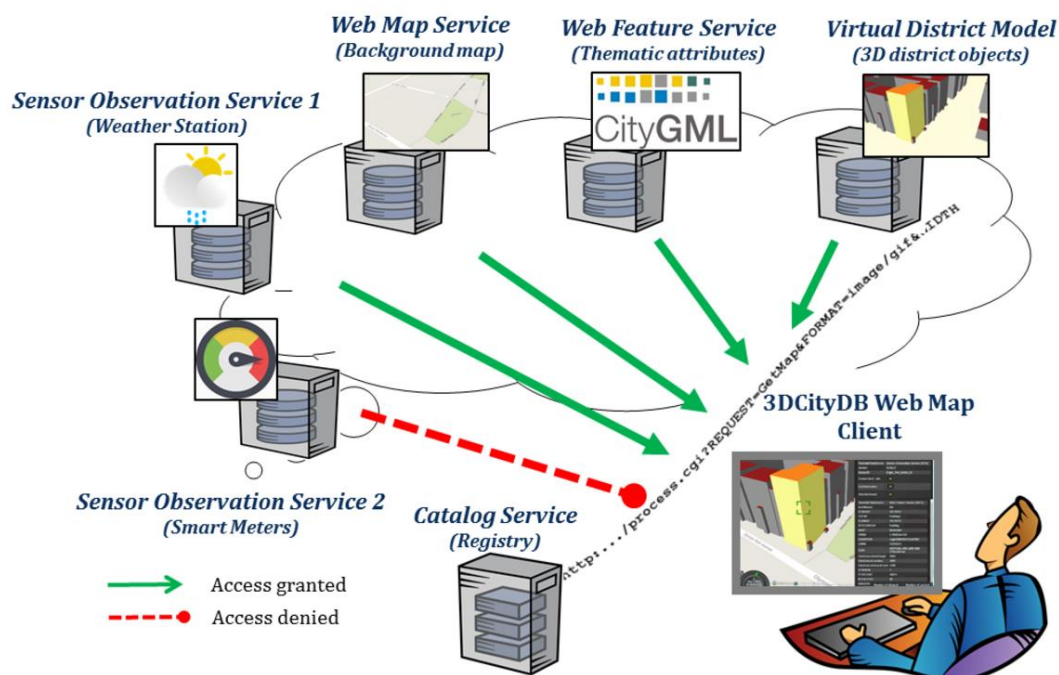 Web Map Service
(Background map)
Web Feature Service
(Thematic attributes)
Virtual District Model
(3D district objects)
Sensor Observation Service 1
(Weather Station)
CityGML
http:.../process.cgi?REQUEST=GetMap&FORMAT=image/gif&
3DCityDB Web Map
Client
Sensor Observation Service 2
(Smart Meters)
Catalog Service
(Registry)
Access granted
Access denied